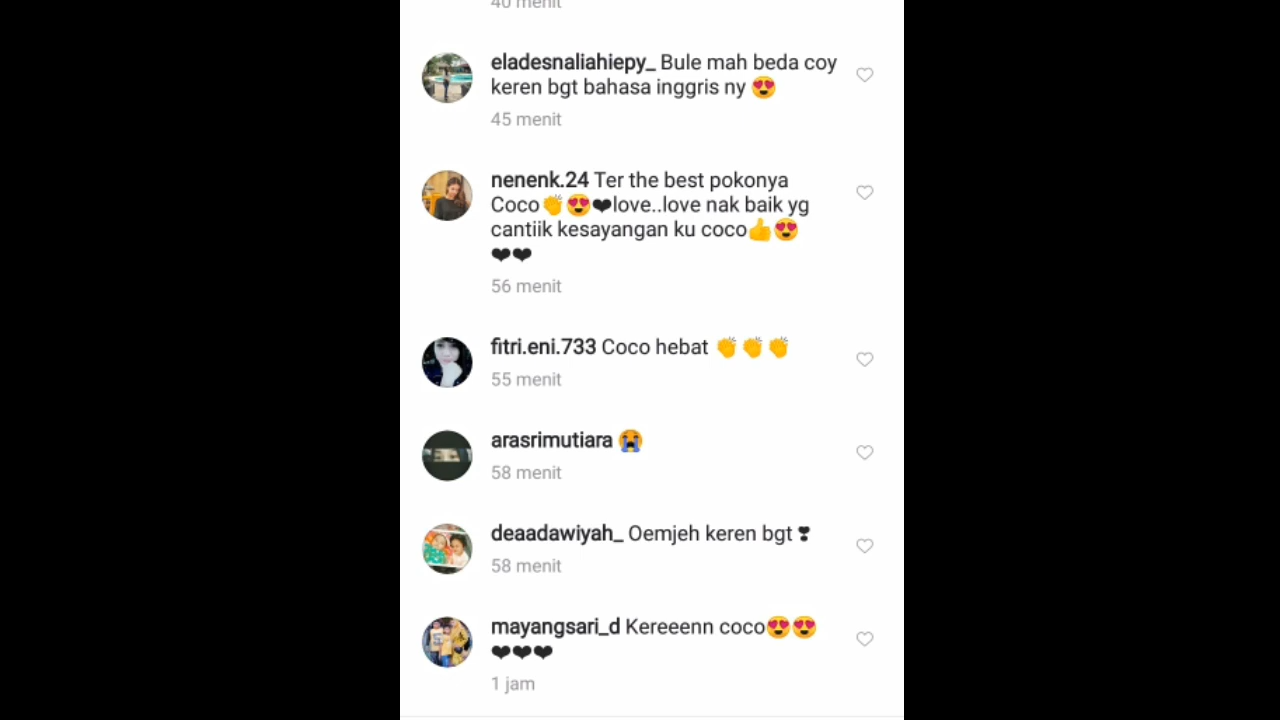 40 menit
eladesnaliahiepy_ Bule mah beda coy
keren bgt bahasa inggris ny 😍
45 menit
nenenk.24 Ter the best pokonya
Coco👏😍❤love..love nak baik yg
cantiik kesayangan ku coco👍😍
❤❤
56 menit
fitri.eni.733 Coco hebat 👏👏👏
55 menit
arasrimutiara 😭
58 menit
deaadawiyah_ Oemjeh keren bgt ❣
58 menit
mayangsari_d Kereeenn coco😍😍
❤❤❤
1 jam